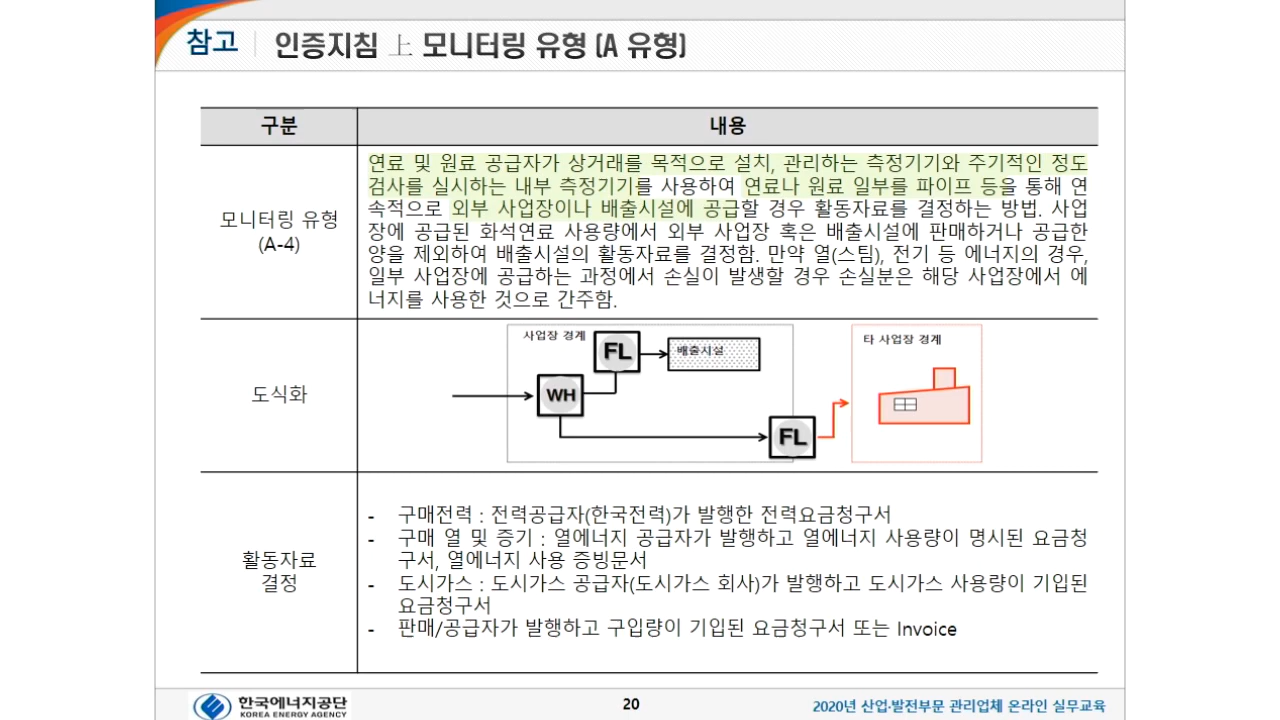 참고
인증지침 上 모니터링 유형 (A 유형)
구분
내용
모니터링 유형
(A-4)
연료 및 원료 공급자가 상거래를 목적으로 설치, 관리하는 측정기기와 주기적인 정도
검사를 실시하는 내부 측정기기를 사용하여 연료나 원료 일부를 파이프 등을 통해 연
속적으로 외부 사업장이나 배출시설에 공급할 경우 활동자료를 결정하는 방법. 사업
장에 공급된 화석연료 사용량에서 외부 사업장 혹은 배출시설에 판매하거나 공급한
양을 제외하여 배출시설의 활동자료를 결정함. 만약 열(스팀), 전기 등 에너지의 경우,
일부 사업장에 공급하는 과정에서 손실이 발생할 경우 손실분은 해당 사업장에서 에
너지를 사용한 것으로 간주함.
도식화
사업장 경계
FL
배출시설
WH
FL
타 사업장 경계
활동자료
결정
- 구매전력 : 전력공급자(한국전력)가 발행한 전력요금청구서
- 구매 열 및 증기 : 열에너지 공급자가 발행하고 열에너지 사용량이 명시된 요금청
구서, 열에너지 사용 증빙문서
- 도시가스 : 도시가스 공급자(도시가스 회사)가 발행하고 도시가스 사용량이 기입된
요금청구서
- 판매/공급자가 발행하고 구입량이 기입된 요금청구서 또는 Invoice
한국에너지공단
KOREA ENERGY AGENCY
20
2020년 산업·발전부문 관리업체 온라인 실무교육